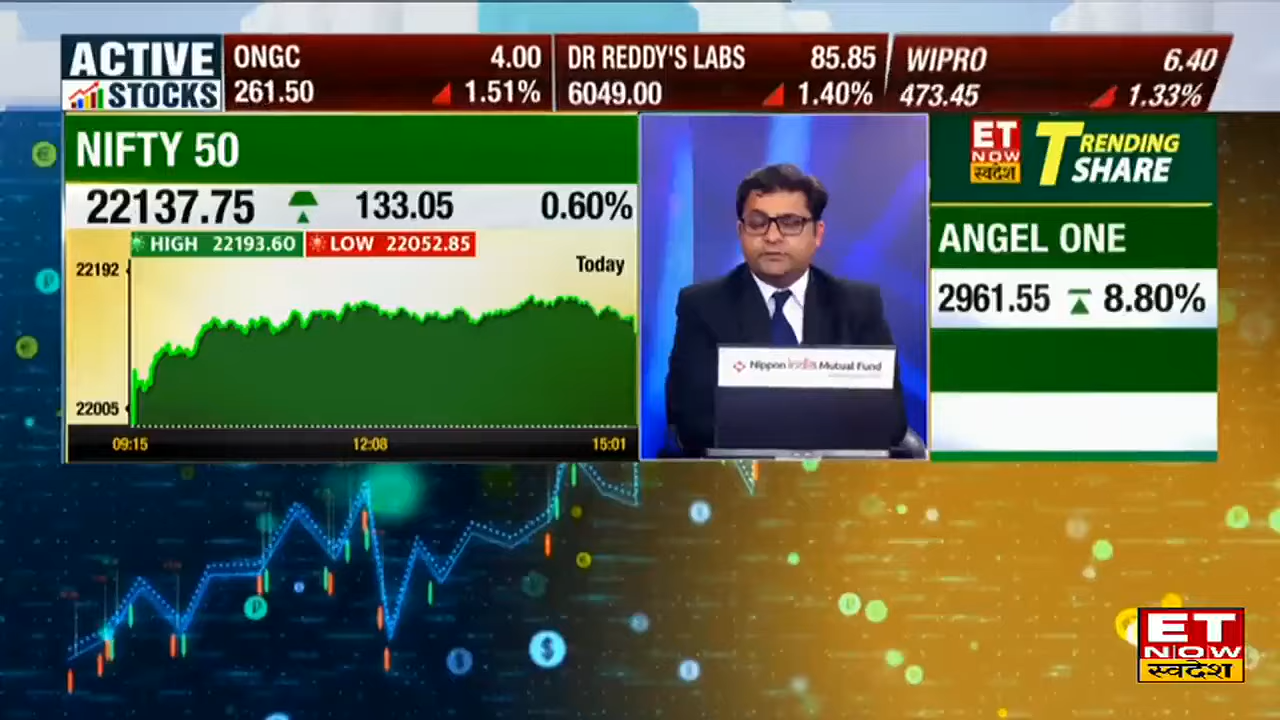 ACTIVE
STOCKS
ONGC 4.00
261.50 1.51%
DR REDDY'S LABS 85.85
6049.00 1.40%
WIPRO 6.40
473.45 1.33%
NIFTY 50
22137.75 133.05 0.60%
HIGH 22193.60 LOW 22052.85
Today
22192
22005
09:15 12:08 15:01
Nippon india Mutual Fund
ET
NOW
स्वदेश
TRENDING
SHARE
ANGEL ONE
2961.55 8.80%
ET
NOW
स्वदेश